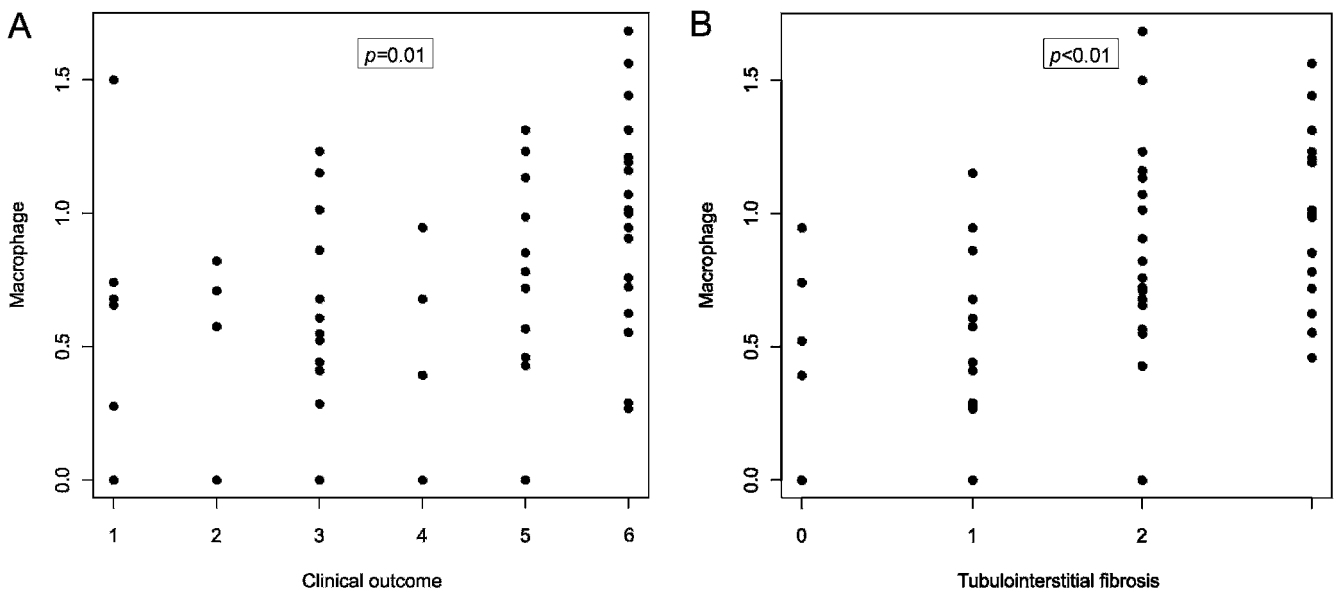 A
p=0.01
1.5
1.0
0.5
0.0
Macrophage
1 2 3 4 5 6
Clinical outcome
B
p<0.01
1.5
1.0
0.5
0.0
Macrophage
0 1 2
Tubulointerstitial fibrosis